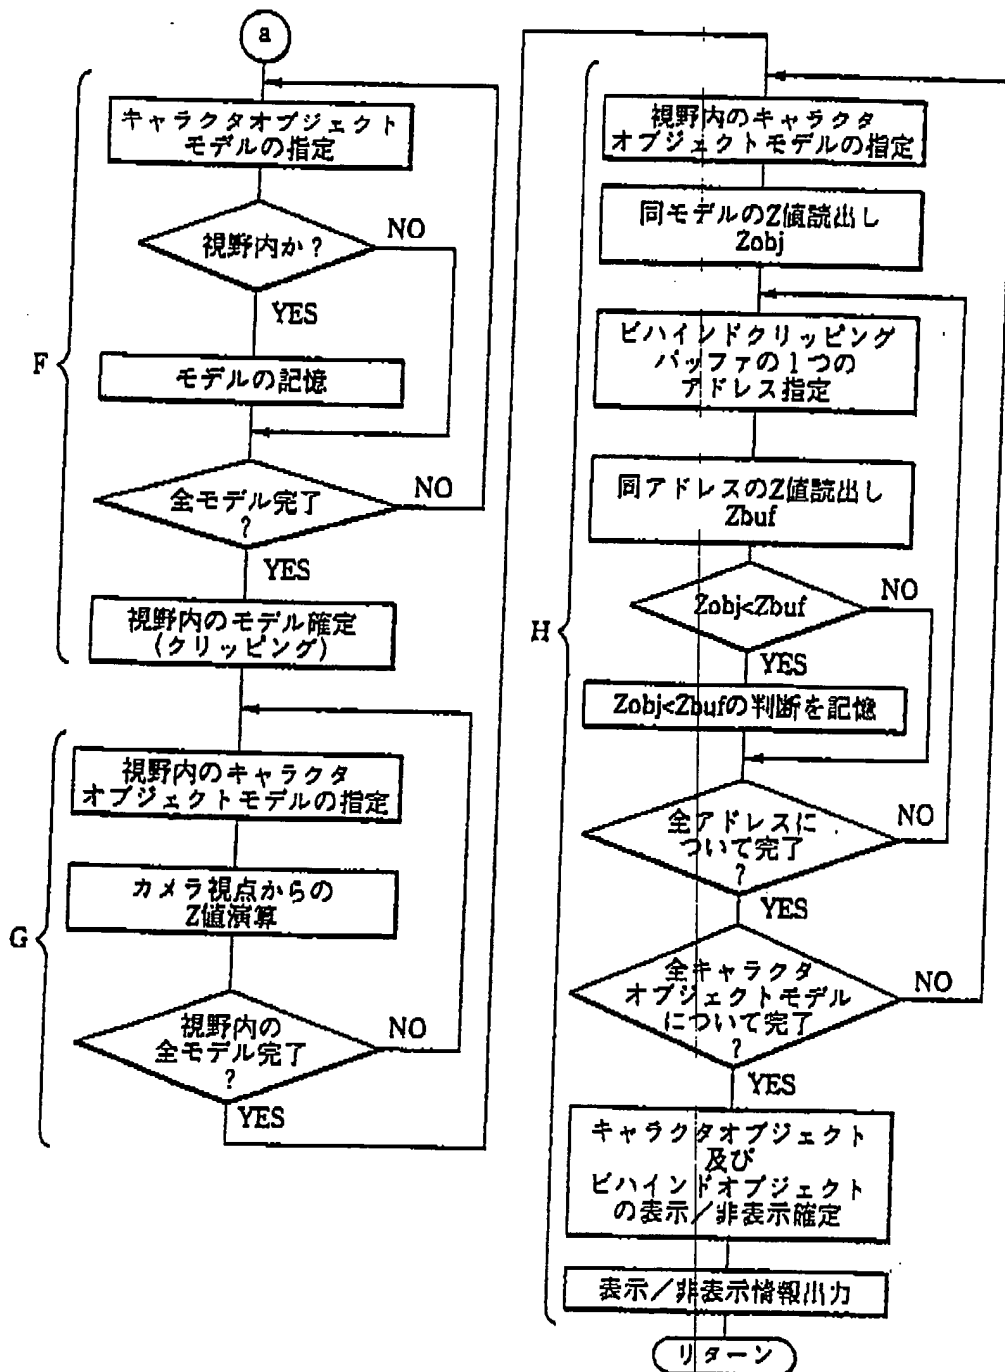 a
キャラクタオブジェクト
モデルの指定
視野内か？
NO
YES
モデルの記憶
F
全モデル完了
？
NO
YES
視野内のモデル確定
(クリッピング)
視野内のキャラクタ
オブジェクトモデルの指定
カメラ視点からの
Z値演算
G
視野内の
全モデル完了
？
NO
YES
視野内のキャラクタ
オブジェクトモデルの指定
同モデルのZ値読出し
Zobj
ビハインドクリッピング
バッファの１つの
アドレス指定
同アドレスのZ値読出し
Zbuf
Zobj<Zbuf
NO
YES
H
Zobj<Zbufの判断を記憶
全アドレスに
ついて完了
？
NO
YES
全キャラクタ
オブジェクトモデル
について完了
？
NO
YES
キャラクタオブジェクト
及び
ビハインドオブジェクト
の表示／非表示確定
表示／非表示情報出力
リターン